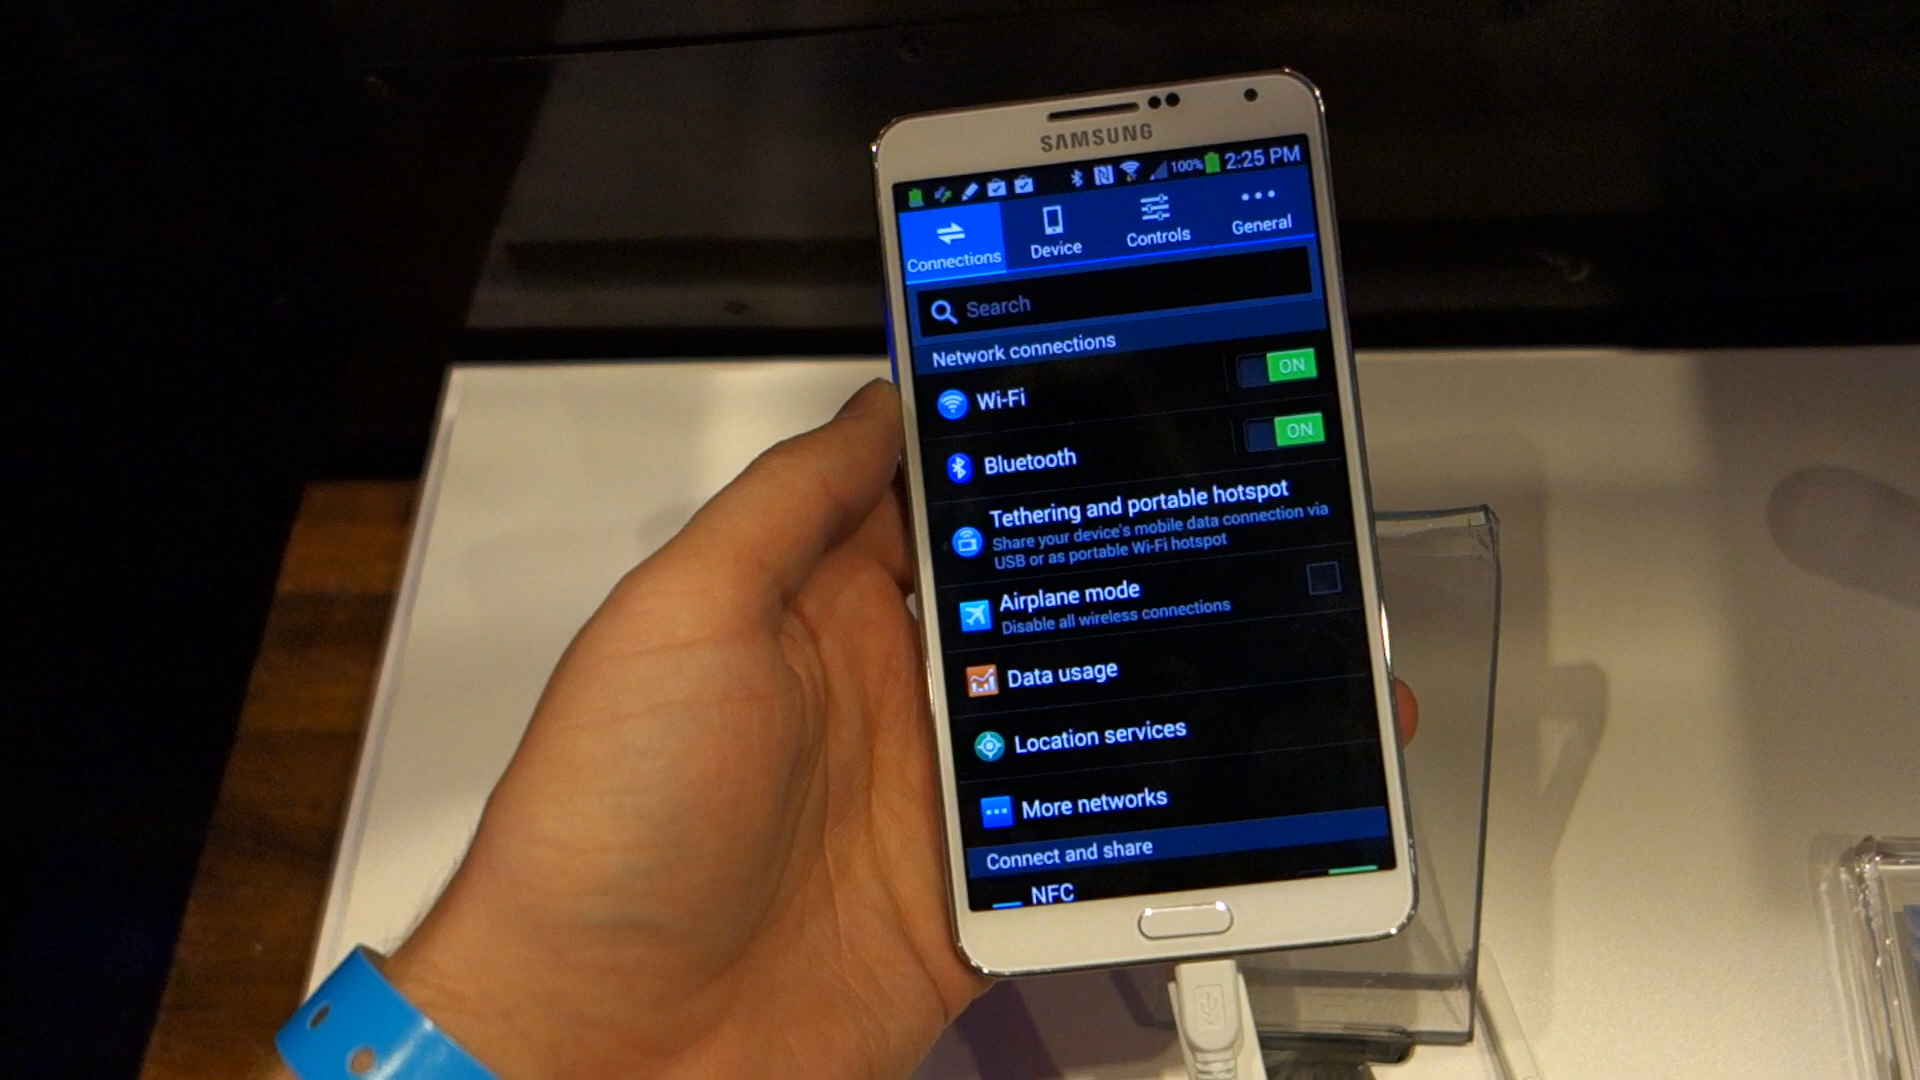 SAMSUNG
100% 2:25 PM
Connections Device Controls General
Search
Network connections
Wi-Fi ON
Bluetooth ON
Tethering and portable hotspot
Share your device's mobile data connection via
USB or as portable Wi-Fi hotspot
Airplane mode
Disable all wireless connections
Data usage
Location services
More networks
Connect and share
NFC